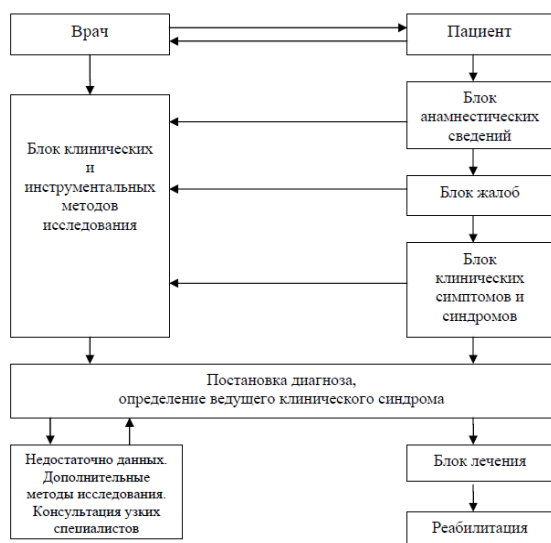 Врач
Пациент
Блок
анамнестических
сведений
Блок клинических
и
инструментальных
методов
исследования
Блок жалоб
Блок
клинических
симптомов и
синдромов
Постановка диагноза,
определение ведущего клинического синдрома
Недостаточно данных.
Дополнительные
методы исследования.
Консультация узких
специалистов
Блок лечения
Реабилитация